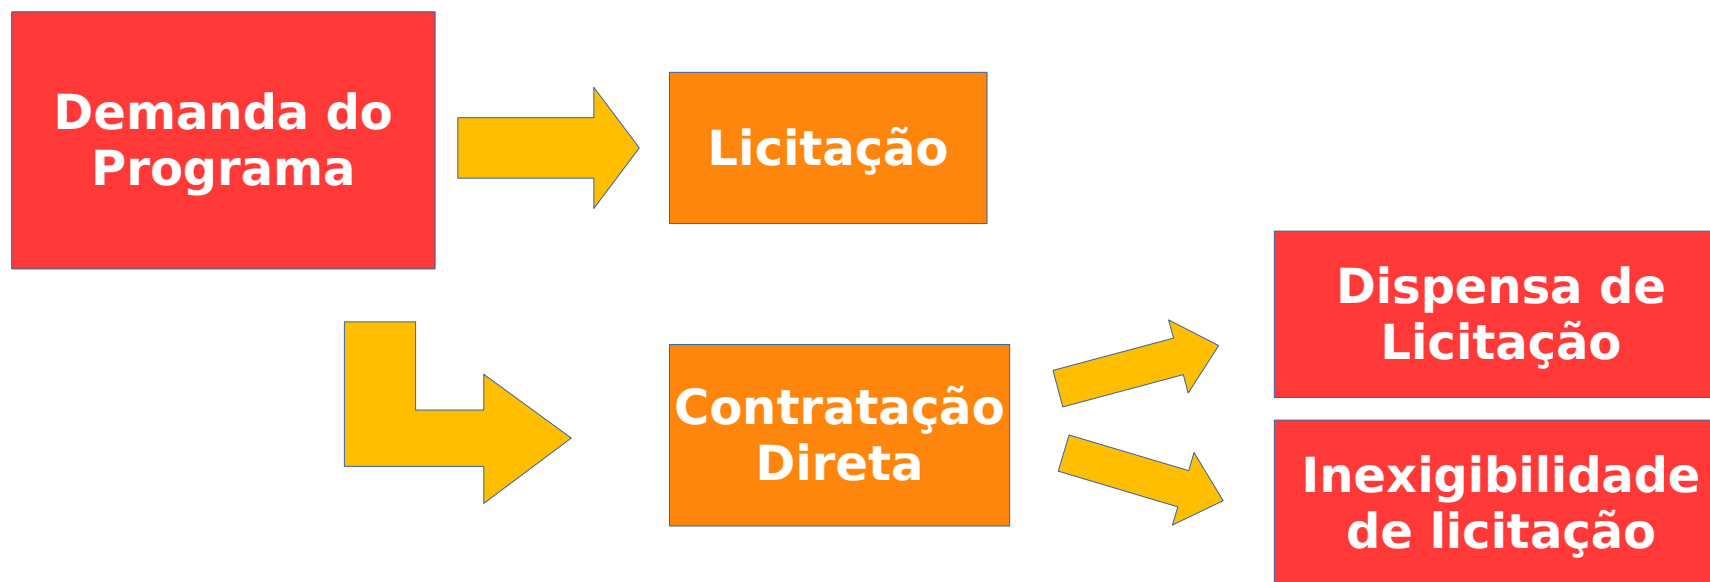 Demanda do
Programa
Licitação
Contratação
Direta
Dispensa de
Licitação
Inexigibilidade
de licitação